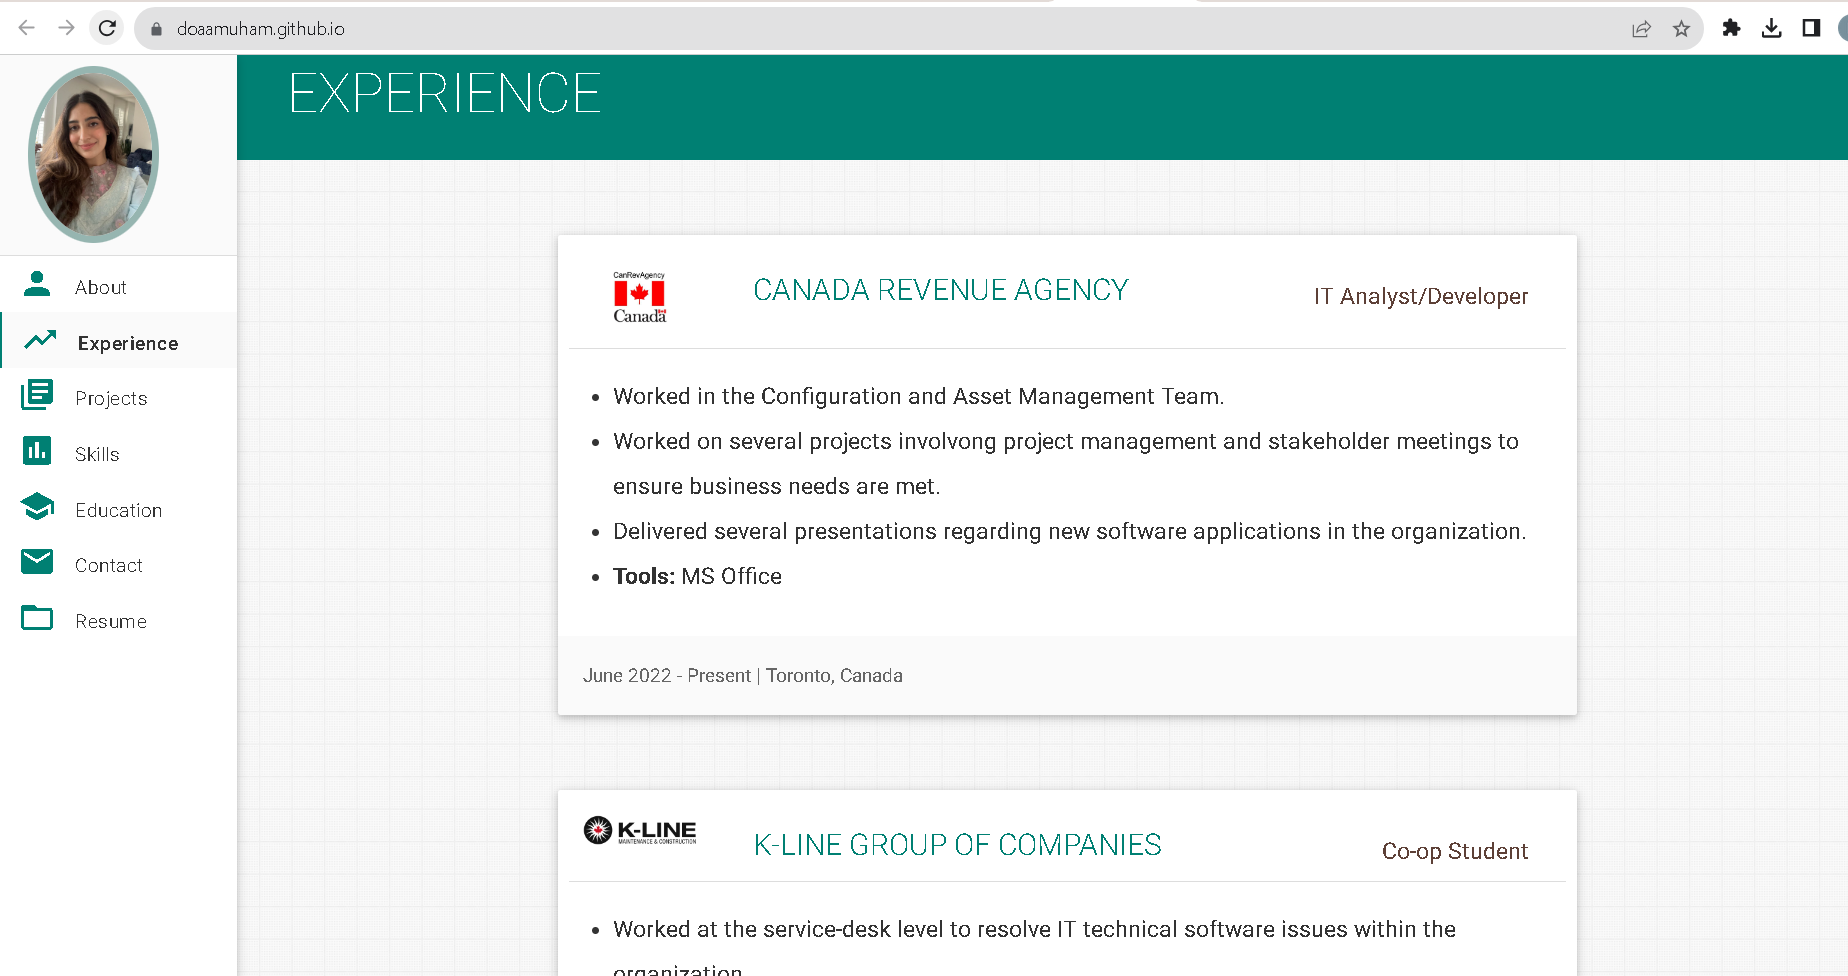 doaamuham.github.io
EXPERIENCE
About
Experience
Projects
Skills
Education
Contact
Resume
CanRevAgency
Canada
CANADA REVENUE AGENCY
IT Analyst/Developer
Worked in the Configuration and Asset Management Team.
Worked on several projects involvong project management and stakeholder meetings to
ensure business needs are met.
Delivered several presentations regarding new software applications in the organization.
Tools: MS Office
June 2022 - Present | Toronto, Canada
K-LINE
MAINTENANCE & CONSTRUCTION
K-LINE GROUP OF COMPANIES
Co-op Student
Worked at the service-desk level to resolve IT technical software issues within the
organization.